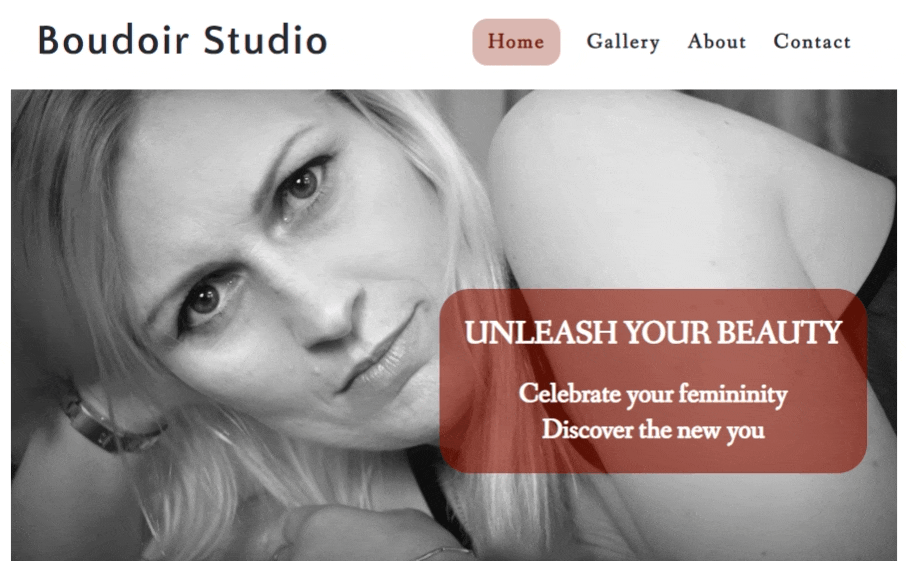 Boudoir Studio
Home Gallery About Contact
UNLEASH YOUR BEAUTY
Celebrate your femininity
Discover the new you